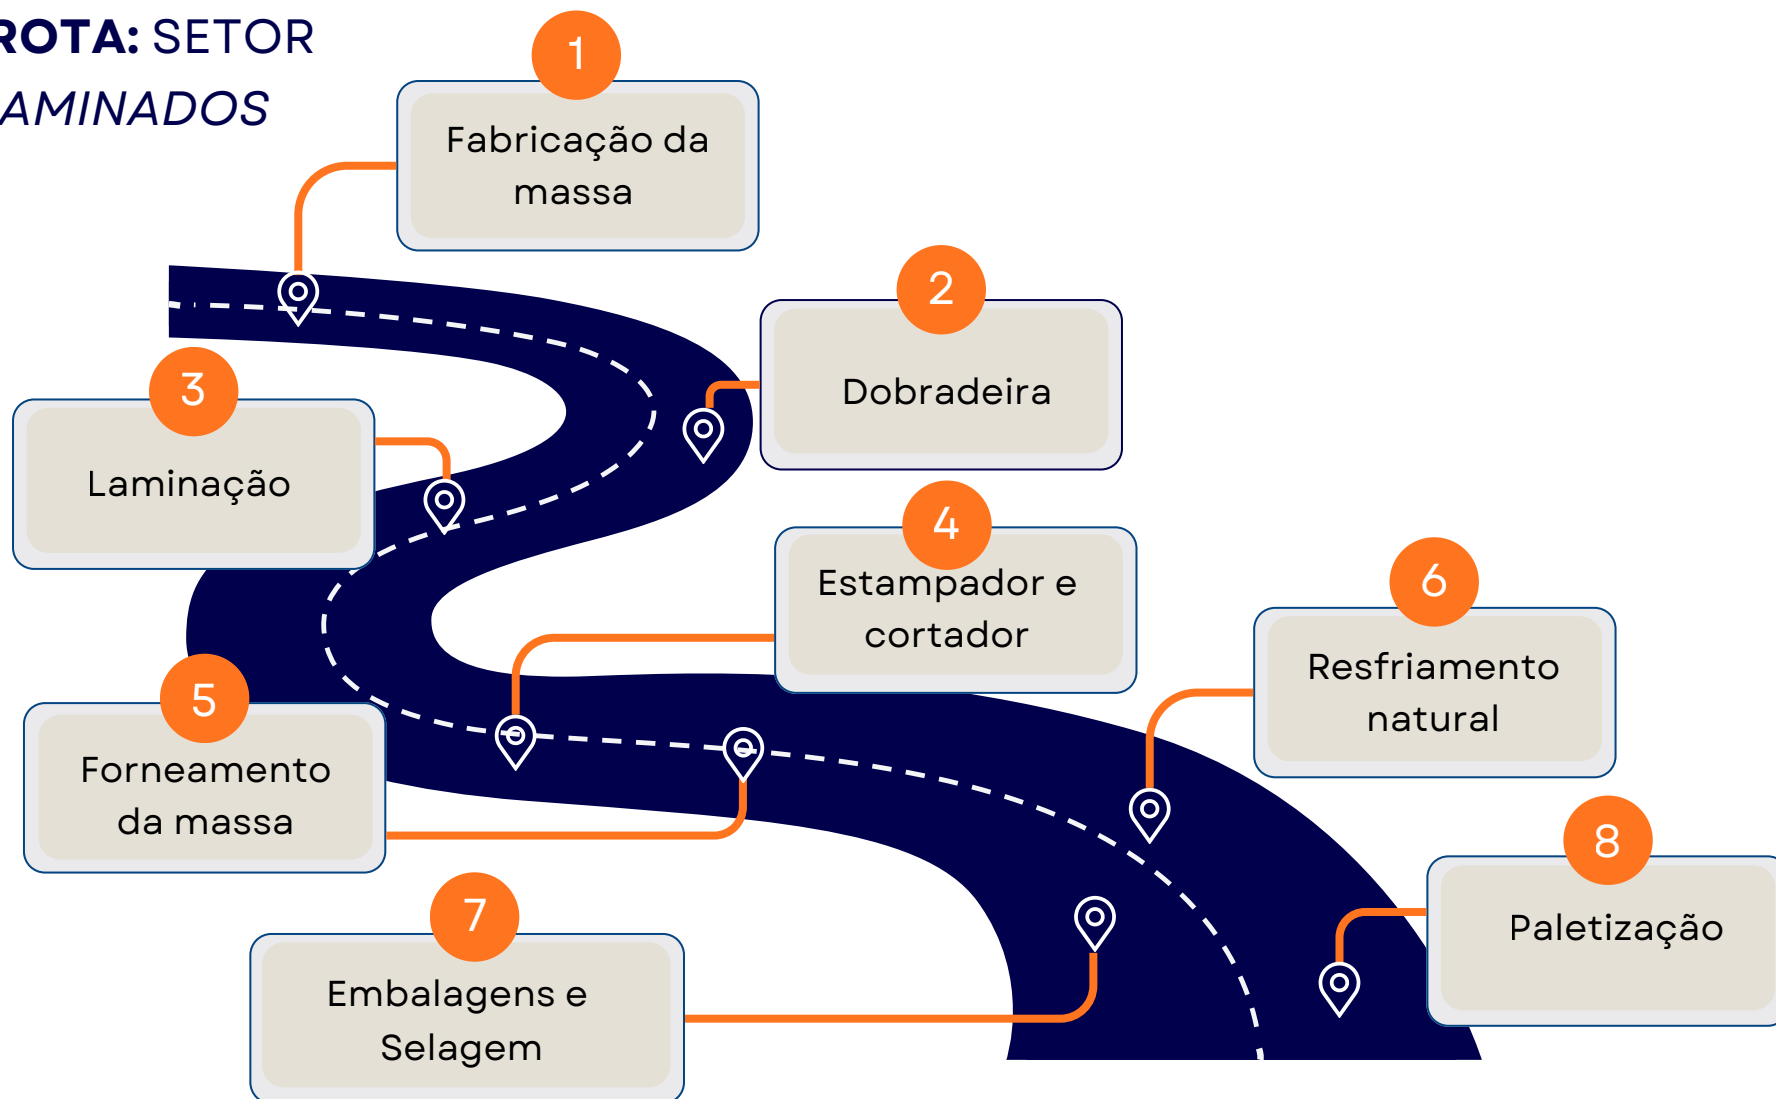 ROTA: SETOR
AMINADOS
1
Fabricação da
massa
2
Dobradeira
3
Laminação
4
Estampador e
cortador
5
Forneamento
da massa
6
Resfriamento
natural
7
Embalagens e
Selagem
8
Paletização